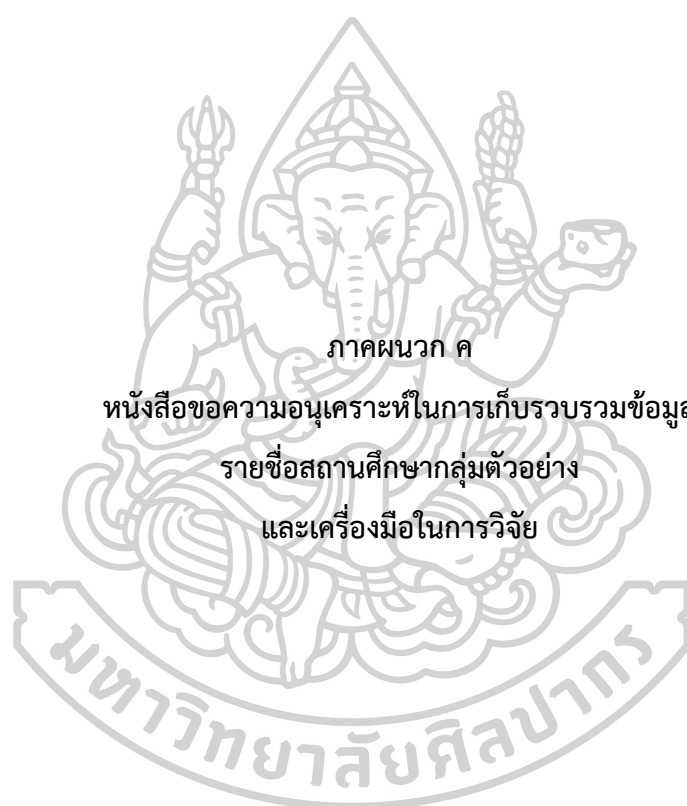 ภาคผนวก ค
หนังสือขอความอนุเคราะห์ในการเก็บรวบรวมข้อมูล
รายชื่อสถานศึกษากลุ่มตัวอย่าง
และเครื่องมือในการวิจัย
มหาวิทยาลัยศิลปากร